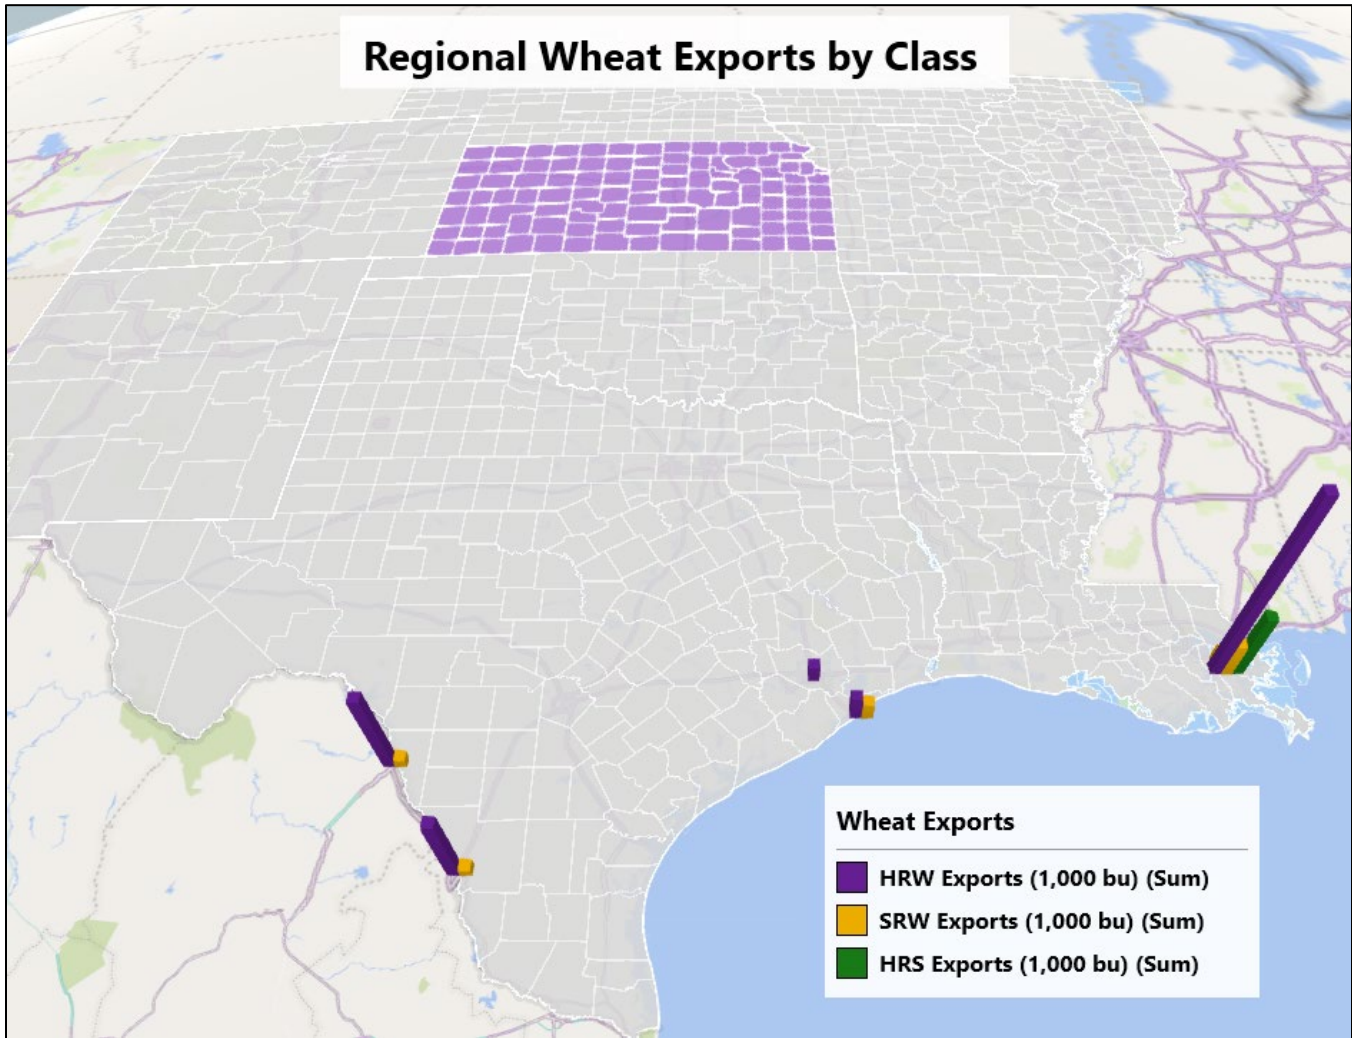 Regional Wheat Exports by Class
Wheat Exports
HRW Exports (1,000 bu) (Sum)
SRW Exports (1,000 bu) (Sum)
HRS Exports (1,000 bu) (Sum)